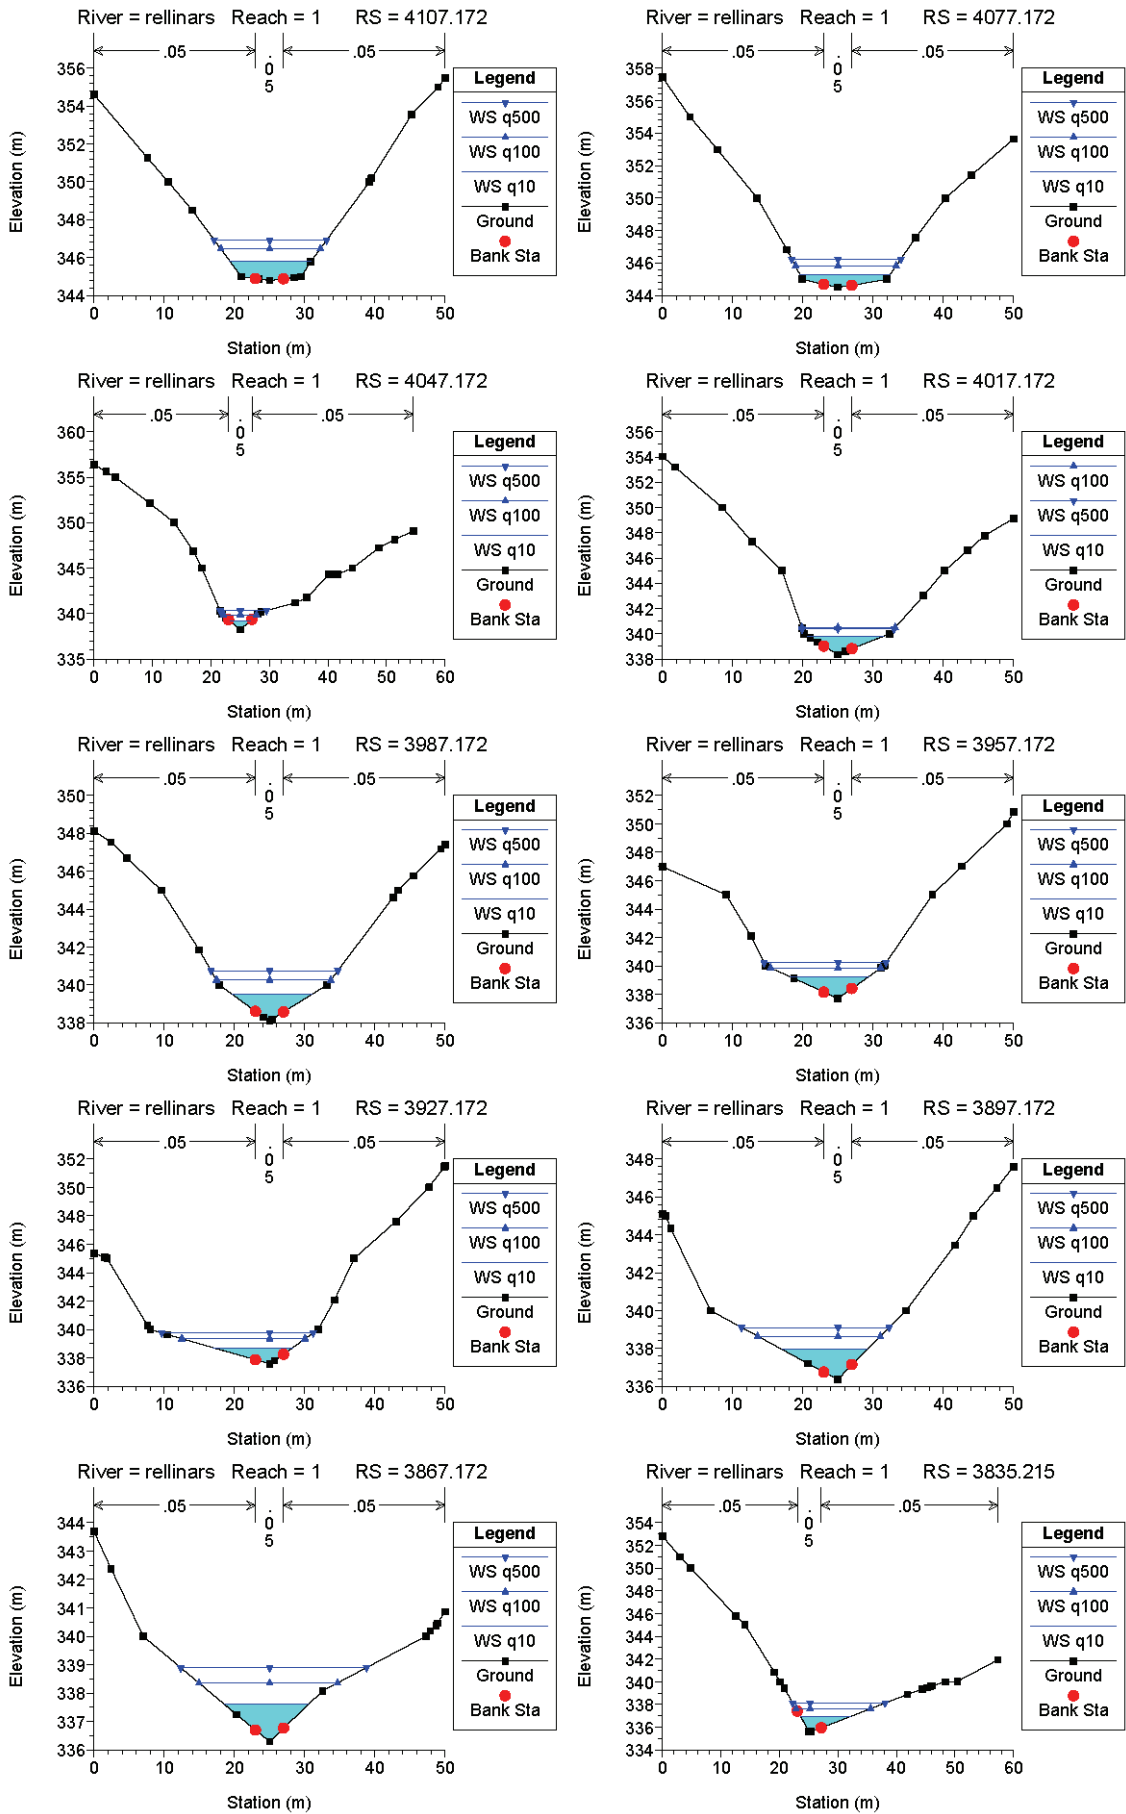 River = rellinars Reach = 1 RS = 4107.172
.05 .05
.
0
5
Elevation (m)
356
354
352
350
348
346
344
0 10 20 30 40 50
Station (m)
Legend
WS q500
WS q100
WS q10
Ground
Bank Sta
River = rellinars Reach = 1 RS = 4077.172
.05 .05
.
0
5
Elevation (m)
358
356
354
352
350
348
346
344
0 10 20 30 40 50
Station (m)
Legend
WS q500
WS q100
WS q10
Ground
Bank Sta
River = rellinars Reach = 1 RS = 4047.172
.05 .05
.
0
5
Elevation (m)
360
355
350
345
340
335
0 10 20 30 40 50 60
Station (m)
Legend
WS q500
WS q100
WS q10
Ground
Bank Sta
River = rellinars Reach = 1 RS = 4017.172
.05 .05
.
0
5
Elevation (m)
356
354
352
350
348
346
344
342
340
338
0 10 20 30 40 50
Station (m)
Legend
WS q100
WS q500
WS q10
Ground
Bank Sta
River = rellinars Reach = 1 RS = 3987.172
.05 .05
.
0
5
Elevation (m)
350
348
346
344
342
340
338
0 10 20 30 40 50
Station (m)
Legend
WS q500
WS q100
WS q10
Ground
Bank Sta
River = rellinars Reach = 1 RS = 3957.172
.05 .05
.
0
5
Elevation (m)
352
350
348
346
344
342
340
338
336
0 10 20 30 40 50
Station (m)
Legend
WS q500
WS q100
WS q10
Ground
Bank Sta
River = rellinars Reach = 1 RS = 3927.172
.05 .05
.
0
5
Elevation (m)
352
350
348
346
344
342
340
338
336
0 10 20 30 40 50
Station (m)
Legend
WS q500
WS q100
WS q10
Ground
Bank Sta
River = rellinars Reach = 1 RS = 3897.172
.05 .05
.
0
5
Elevation (m)
348
346
344
342
340
338
336
0 10 20 30 40 50
Station (m)
Legend
WS q500
WS q100
WS q10
Ground
Bank Sta
River = rellinars Reach = 1 RS = 3867.172
.05 .05
.
0
5
Elevation (m)
344
343
342
341
340
339
338
337
336
0 10 20 30 40 50
Station (m)
Legend
WS q500
WS q100
WS q10
Ground
Bank Sta
River = rellinars Reach = 1 RS = 3835.215
.05 .05
.
0
5
Elevation (m)
354
352
350
348
346
344
342
340
338
336
334
0 10 20 30 40 50 60
Station (m)
Legend
WS q500
WS q100
WS q10
Ground
Bank Sta